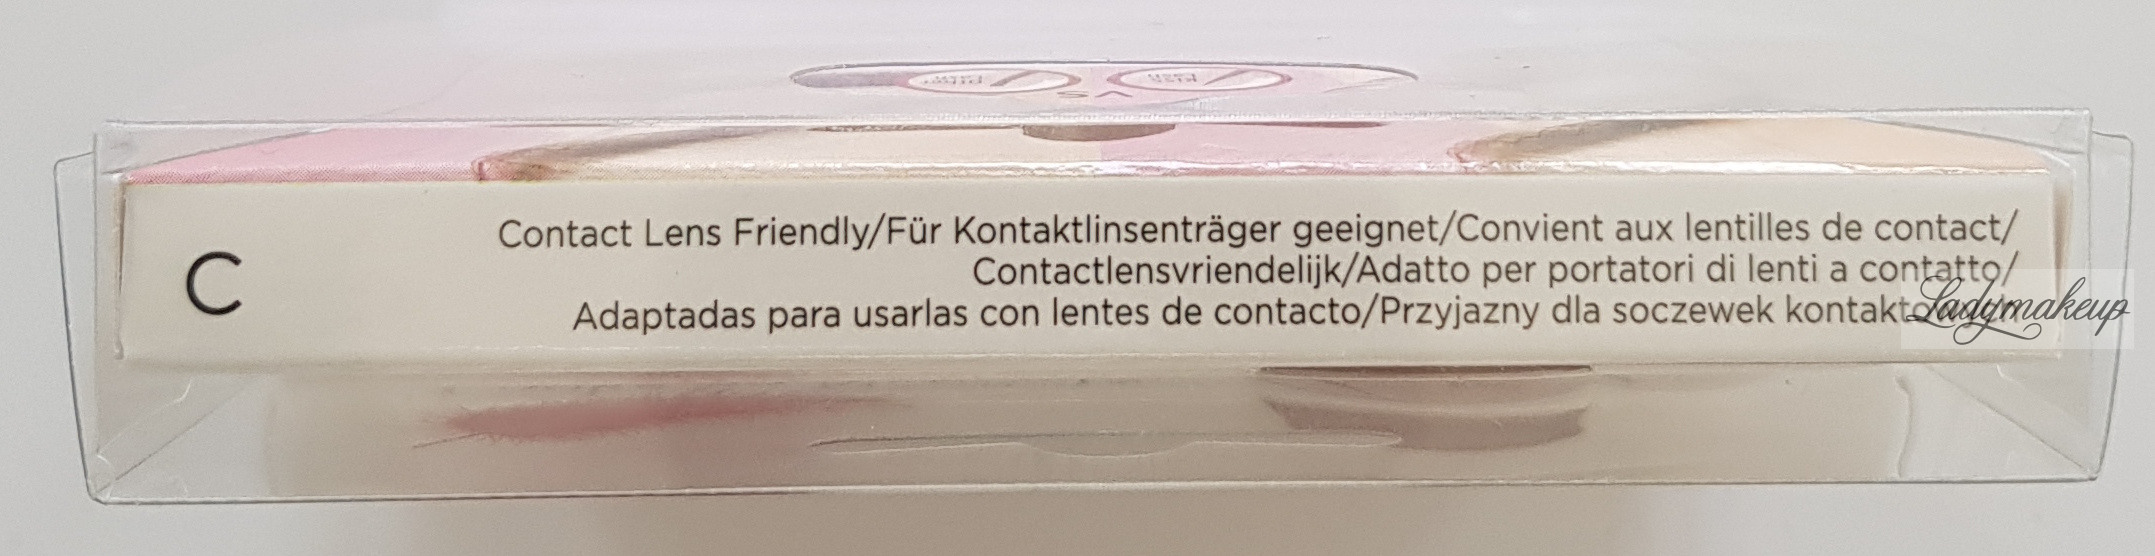 VS
C
Contact Lens Friendly/Für Kontaktlinsenträger geeignet/Convient aux lentilles de contact/
Contactlensvriendelijk/Adatto per portatori di lenti a contatto/
Adaptadas para usarlas con lentes de contacto/Przyjazny dla soczewek
Ladymakeup